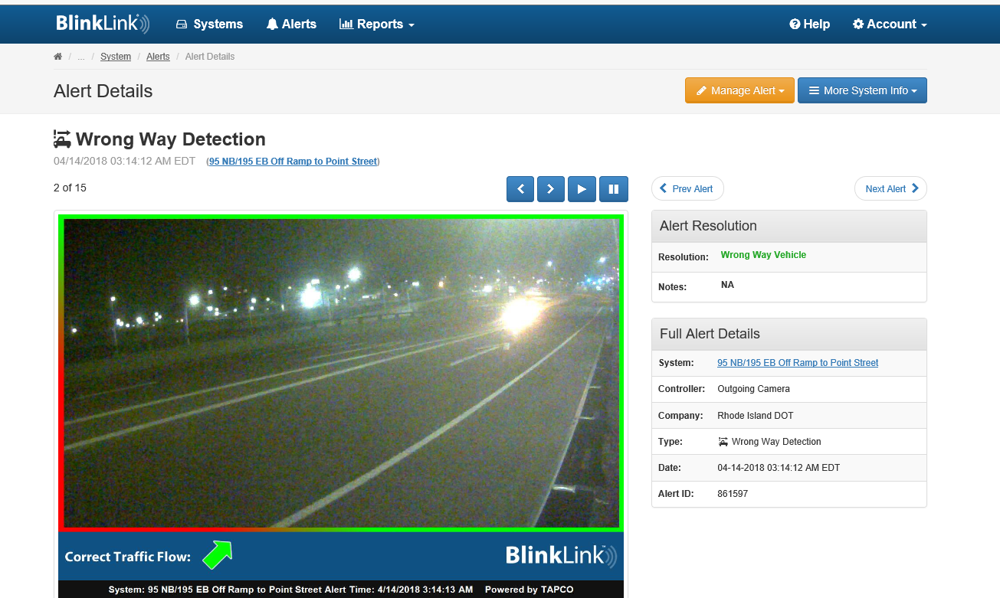 BlinkLink Systems Alerts Reports Help Account
/ ... / System / Alerts / Alert Details
Alert Details
Manage Alert
More System Info
Wrong Way Detection
04/14/2018 03:14:12 AM EDT (95 NB/195 EB Off Ramp to Point Street)
2 of 15
Prev Alert
Next Alert
Alert Resolution
Resolution: Wrong Way Vehicle
Notes: NA
Full Alert Details
System: 95 NB/195 EB Off Ramp to Point Street
Controller: Outgoing Camera
Company: Rhode Island DOT
Type: Wrong Way Detection
Date: 04-14-2018 03:14:12 AM EDT
Alert ID: 861597
Correct Traffic Flow:
BlinkLink™
System: 95 NB/195 EB Off Ramp to Point Street Alert Time: 4/14/2018 3:14:13 AM Powered by TAPCO